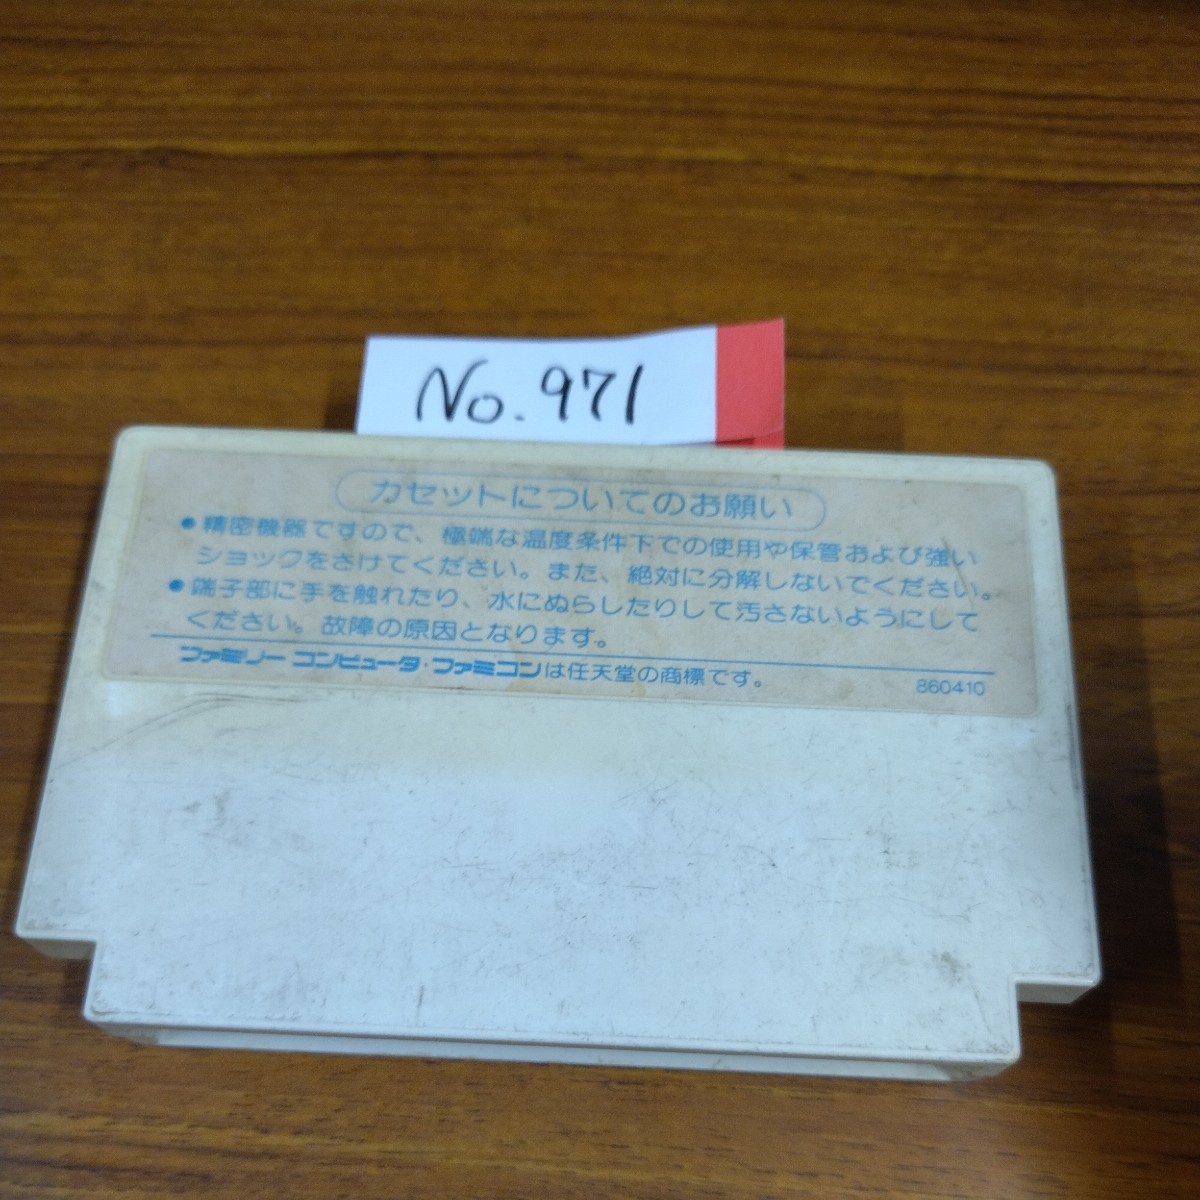 No. 971
カセットについてのお願い
●精密機器ですので、極端な温度条件下での使用や保管および強い
ショックをさけてください。また、絶対に分解しないでください。
●端子部に手を触れたり、水にぬらしたりして汚さないようにして
ください。故障の原因となります。
ファミリーコンピュータ・ファミコンは任天堂の商標です。
860410